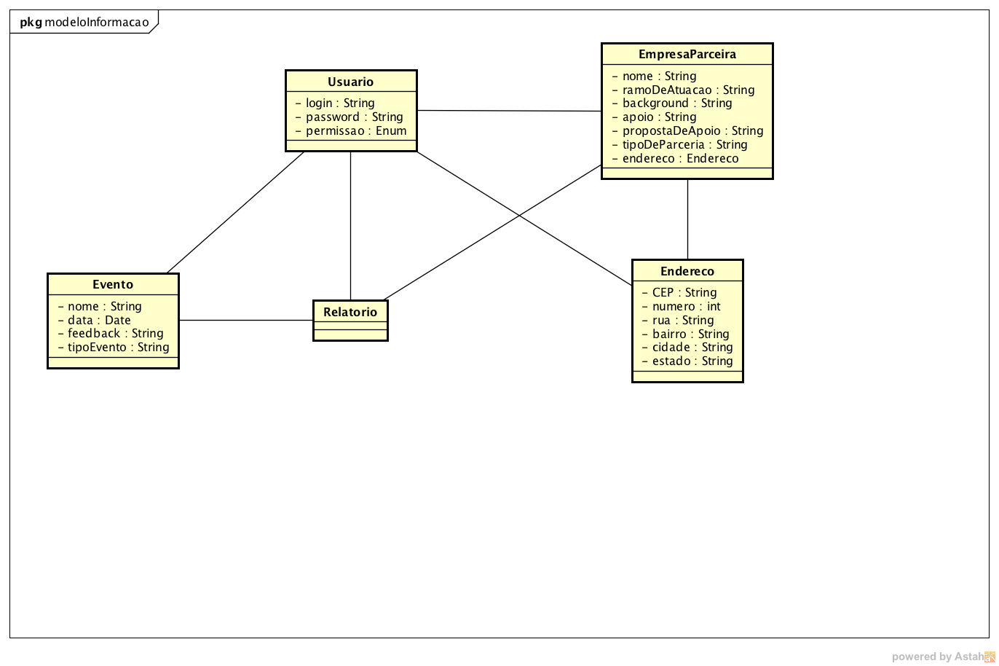 pkg modeloInformacao
Usuario
- login : String
- password : String
- permissao : Enum
EmpresaParceira
- nome : String
- ramoDeAtuacao : String
- background : String
- apoio : String
- propostaDeApoio : String
- tipoDeParceria : String
- endereco : Endereco
Evento
- nome : String
- data : Date
- feedback : String
- tipoEvento : String
Relatorio
Endereco
- CEP : String
- numero : int
- rua : String
- bairro : String
- cidade : String
- estado : String
powered by Astah